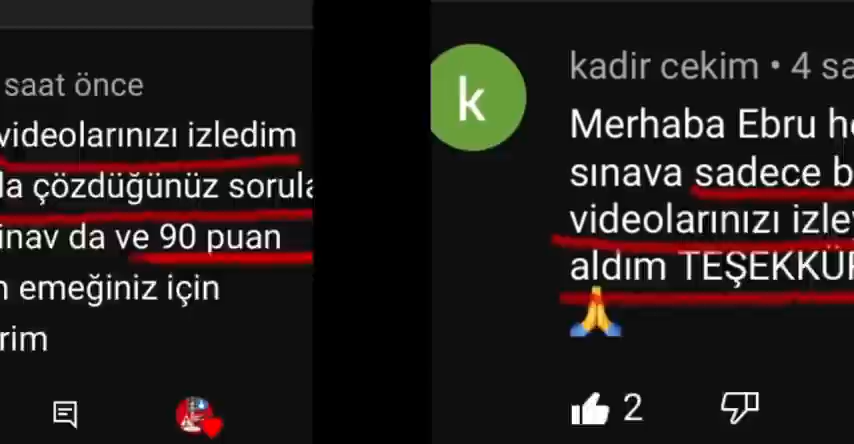 saat önce
videolarınızı izledim
da çözdüğünüz sorula
ınav da ve 90 puan
emeğiniz için
rim
k
kadir cekim • 4 sa
Merhaba Ebru h
sınava sadece b
videolarınızı izley
aldım TEŞEKKÜR
2